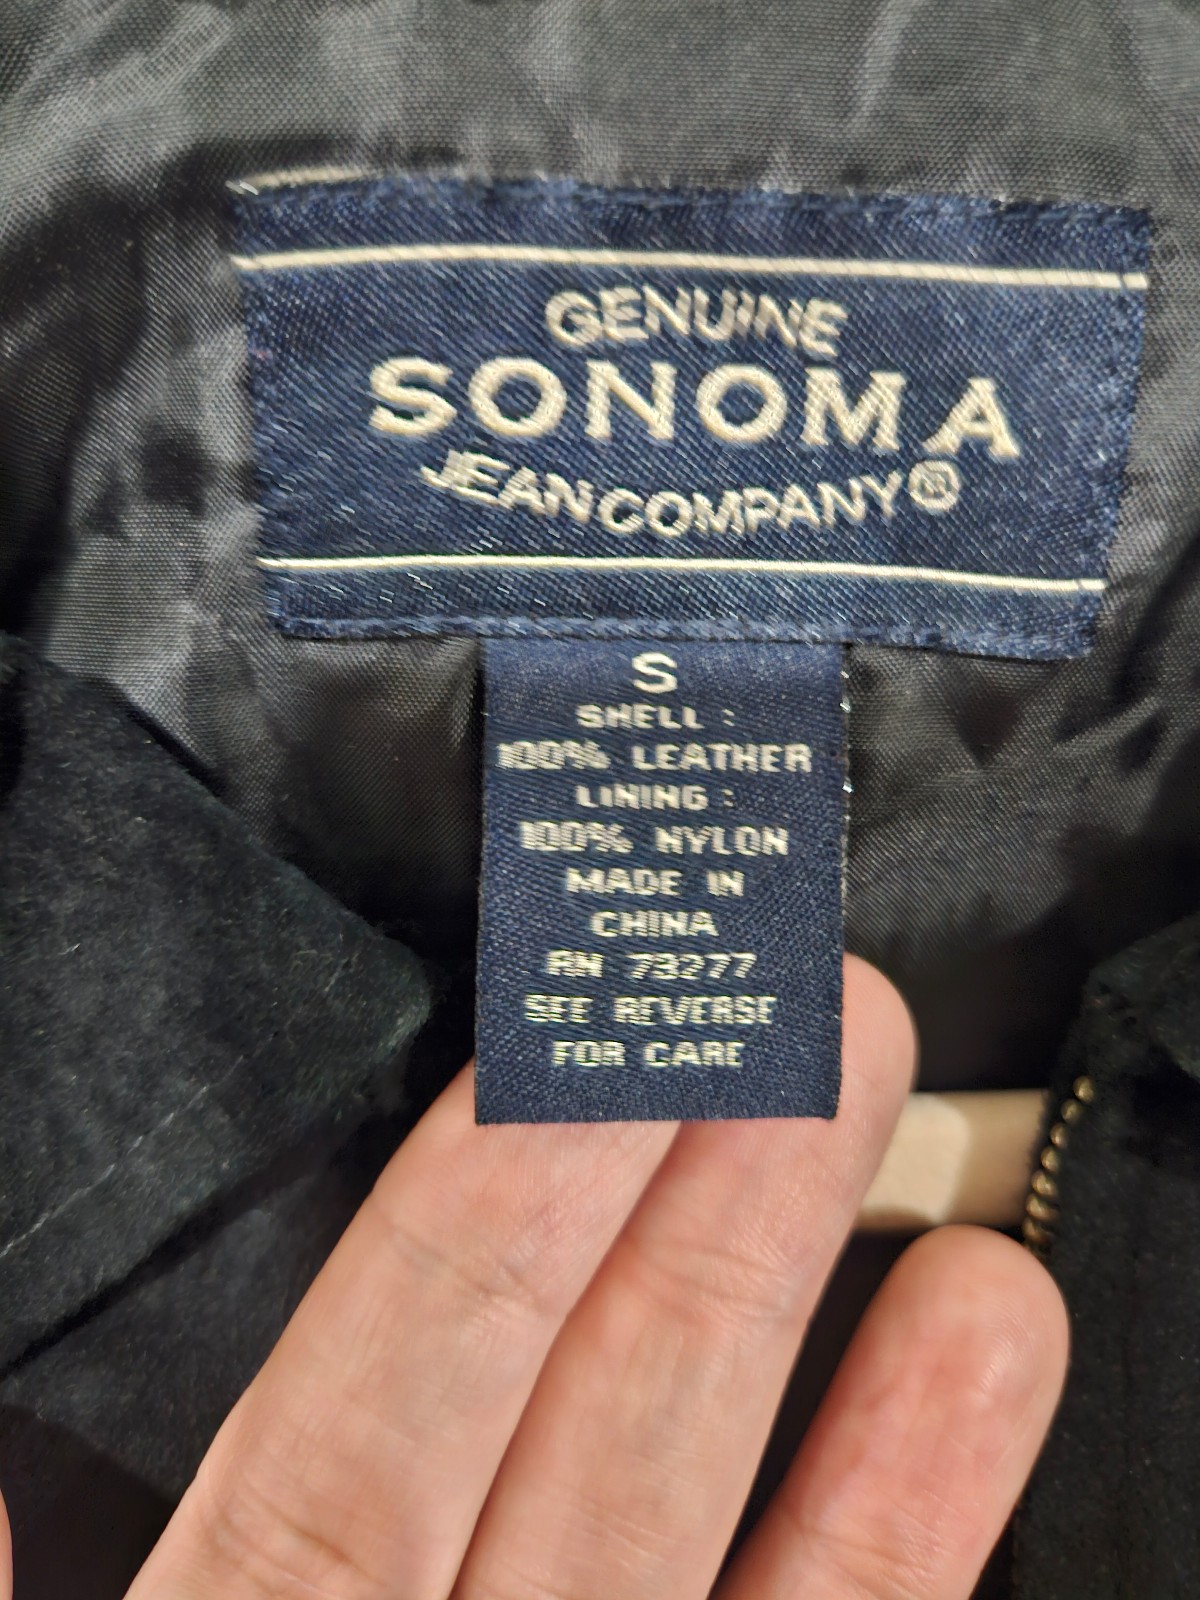 GENUINE
SONOMA
JEAN COMPANY®
S
SHELL :
100% LEATHER
LINING :
100% NYLON
MADE IN
CHINA
RN 73277
SEE REVERSE
FOR CARE